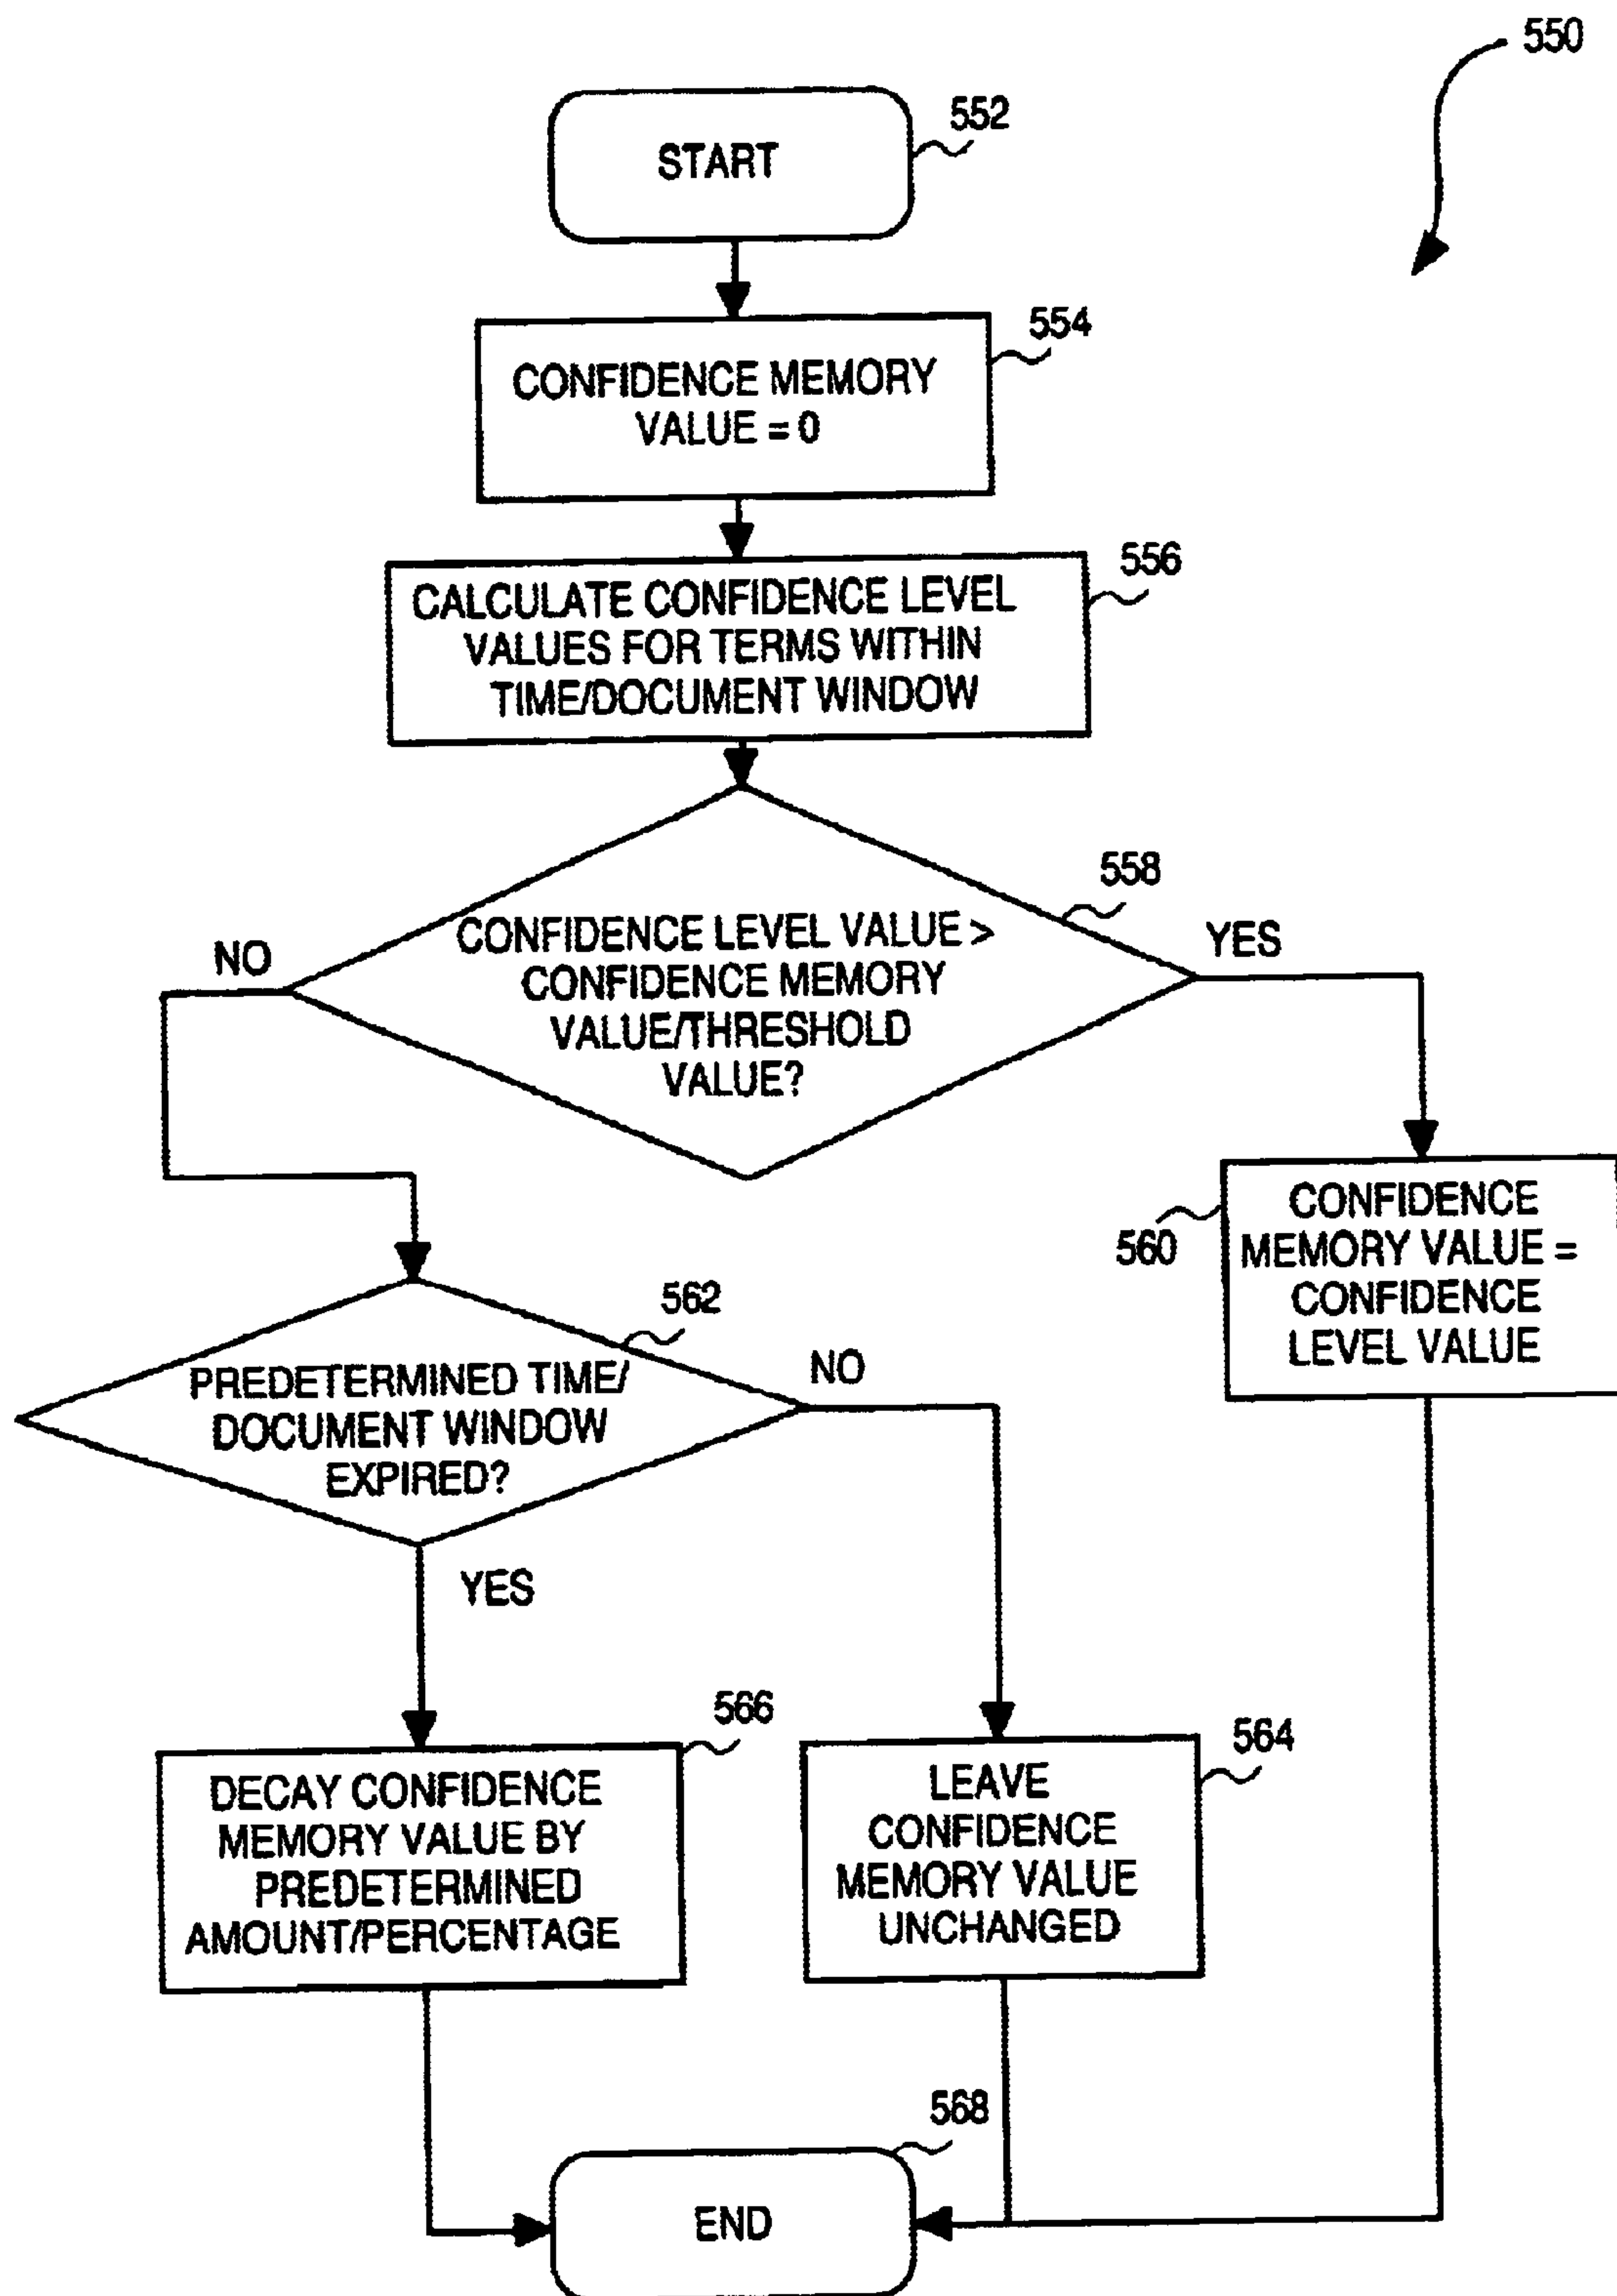 550
552
START
554
CONFIDENCE MEMORY
VALUE = 0
556
CALCULATE CONFIDENCE LEVEL
VALUES FOR TERMS WITHIN
TIME/DOCUMENT WINDOW
558
CONFIDENCE LEVEL VALUE >
CONFIDENCE MEMORY
VALUE/THRESHOLD
VALUE?
NO
YES
560
CONFIDENCE
MEMORY VALUE =
CONFIDENCE
LEVEL VALUE
562
PREDETERMINED TIME/
DOCUMENT WINDOW
EXPIRED?
NO
YES
566
DECAY CONFIDENCE
MEMORY VALUE BY
PREDETERMINED
AMOUNT/PERCENTAGE
564
LEAVE
CONFIDENCE
MEMORY VALUE
UNCHANGED
568
END